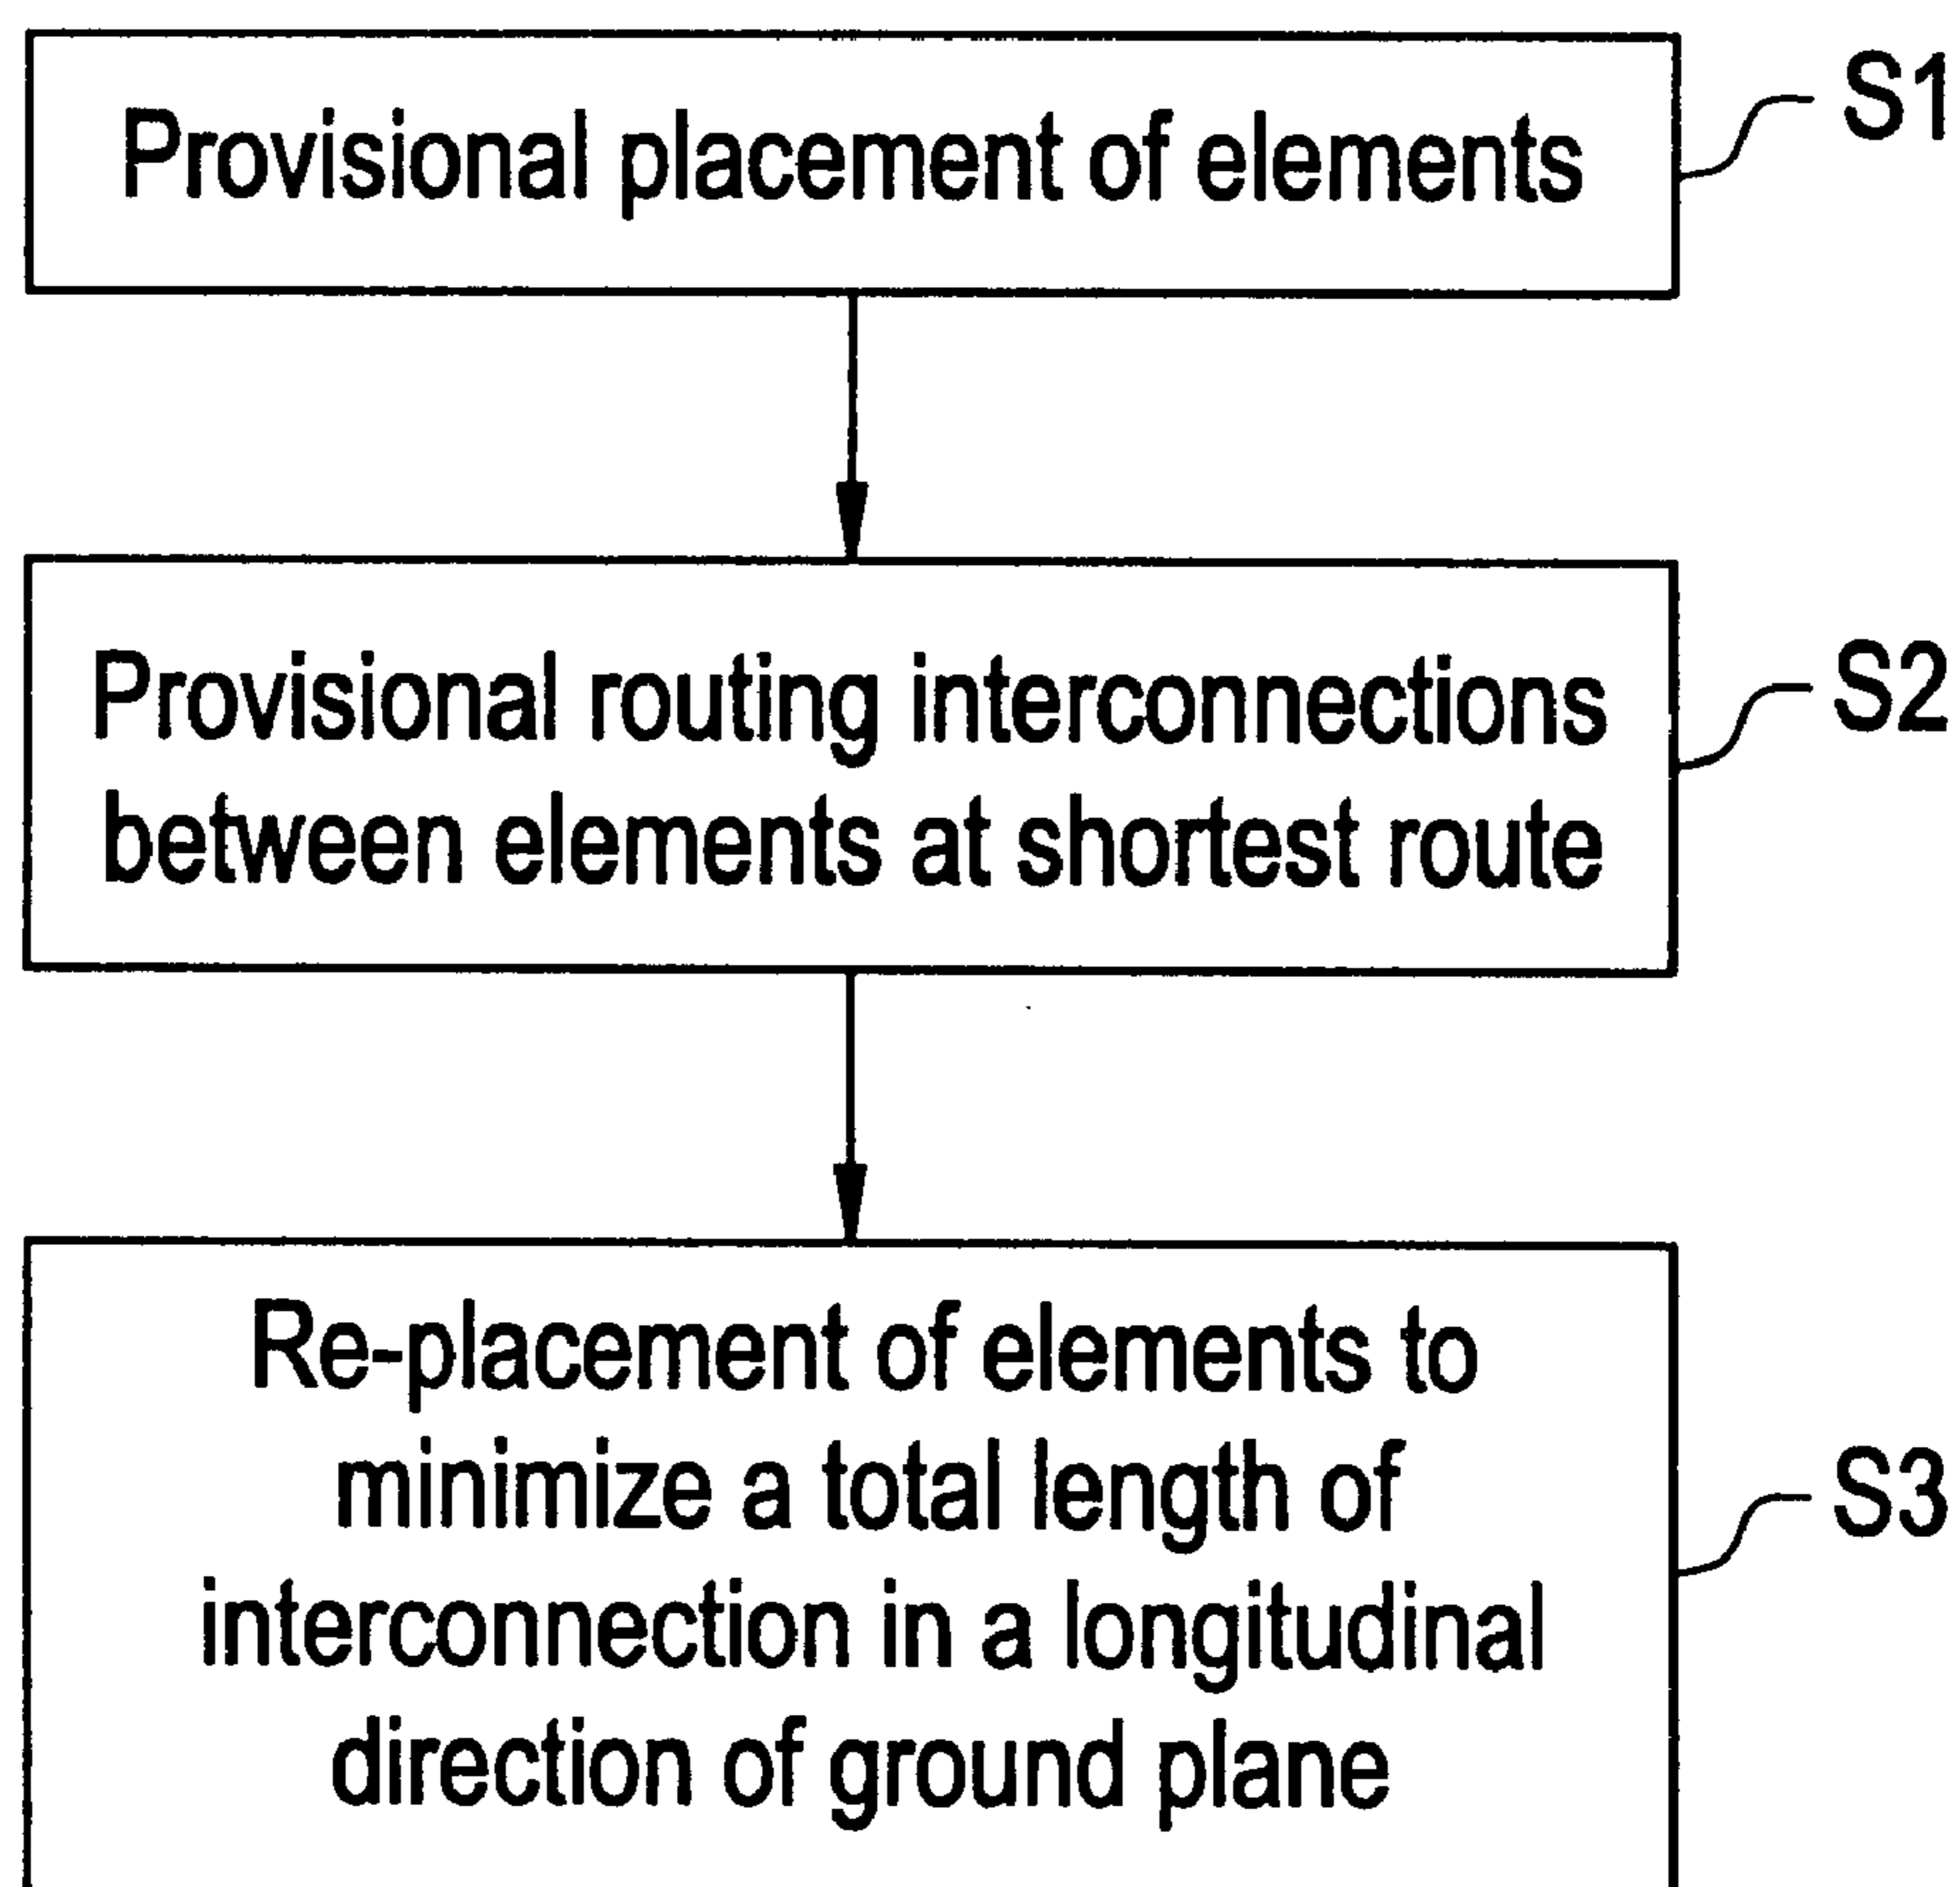 Provisional placement of elements
S1
Provisional routing interconnections
between elements at shortest route
S2
Re-placement of elements to
minimize a total length of
interconnection in a longitudinal
direction of ground plane
S3